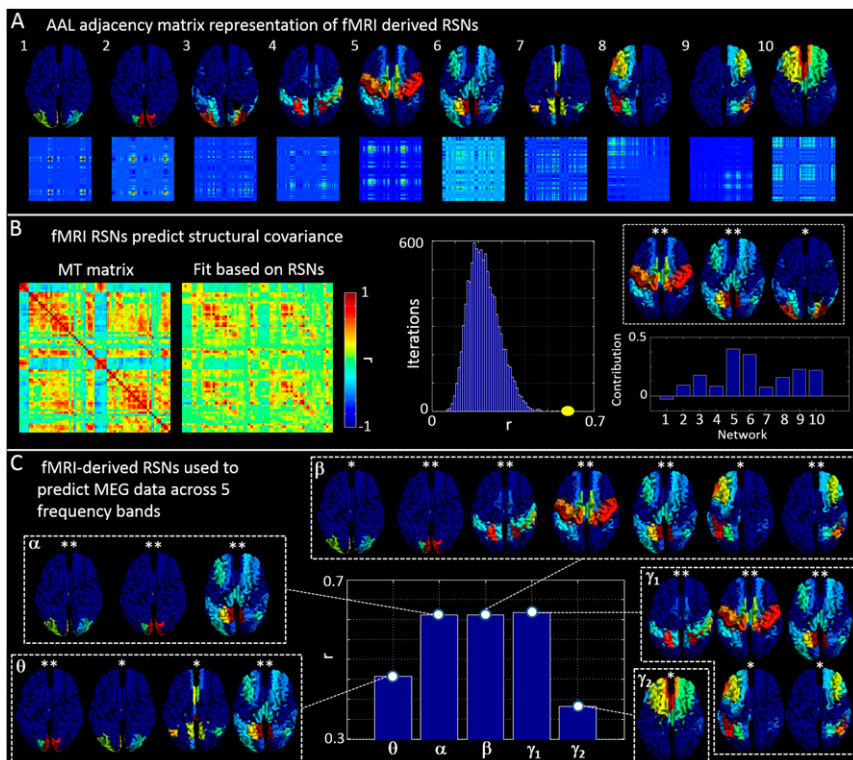 A AAL adjacency matrix representation of fMRI derived RSNs
1 2 3 4 5 6 7 8 9 10
B fMRI RSNs predict structural covariance
MT matrix Fit based on RSNs
1
r
-1
600
Iterations
0
0 r 0.7
** ** *
0.5
Contribution
0
1 2 3 4 5 6 7 8 9 10
Network
C fMRI-derived RSNs used to
predict MEG data across 5
frequency bands
β * ** ** ** ** * **
α ** ** **
γ1 ** ** **
* *
θ ** * * **
γ2 *
0.7
r
0.3
θ α β γ1 γ2